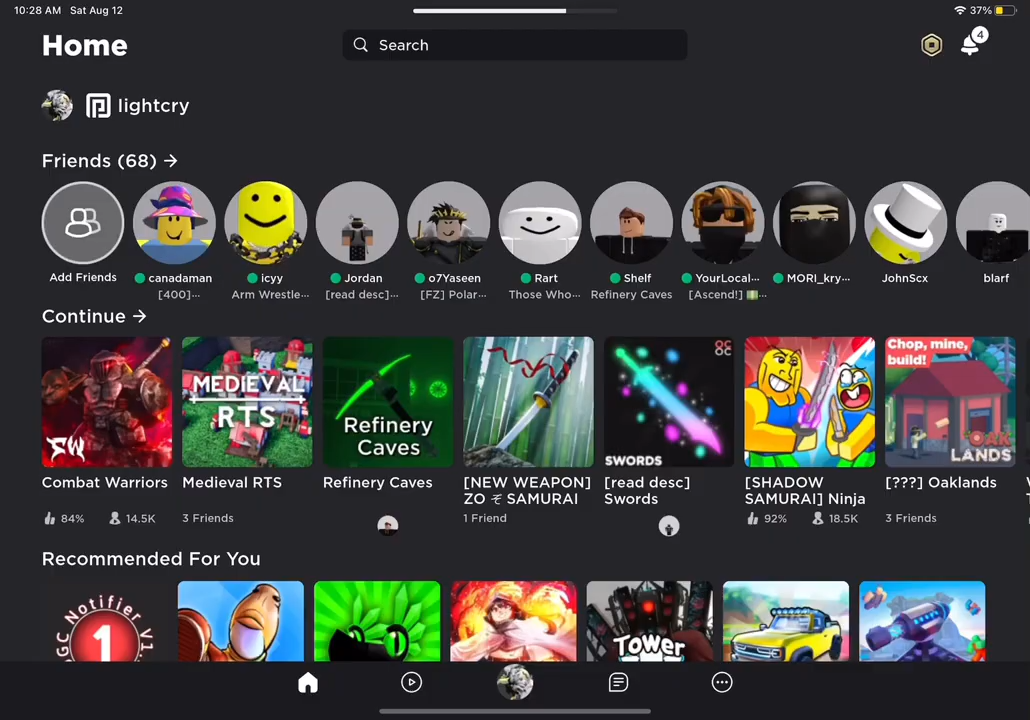 10:28 AM Sat Aug 12
37%
Home
Search
4
lightcry
Friends (68) →
Add Friends
canadaman
[400]...
icyy
Arm Wrestle...
Jordan
[read desc]...
o7Yaseen
[FZ] Polar...
Rart
Those Who...
Shelf
Refinery Caves
YourLocal...
[Ascend!] 💵...
MORI_kry...
JohnScx
blarf
Continue →
FW
MEDIEVAL
RTS
Refinery
Caves
SWORDS
Chop, mine,
build!
OAK
LANDS
Combat Warriors
84% 14.5K
Medieval RTS
3 Friends
Refinery Caves
[NEW WEAPON]
ZO ぞ SAMURAI
1 Friend
[read desc]
Swords
[SHADOW
SAMURAI] Ninja
92% 18.5K
[???] Oaklands
3 Friends
Recommended For You
Notifier V1.
1
Tower